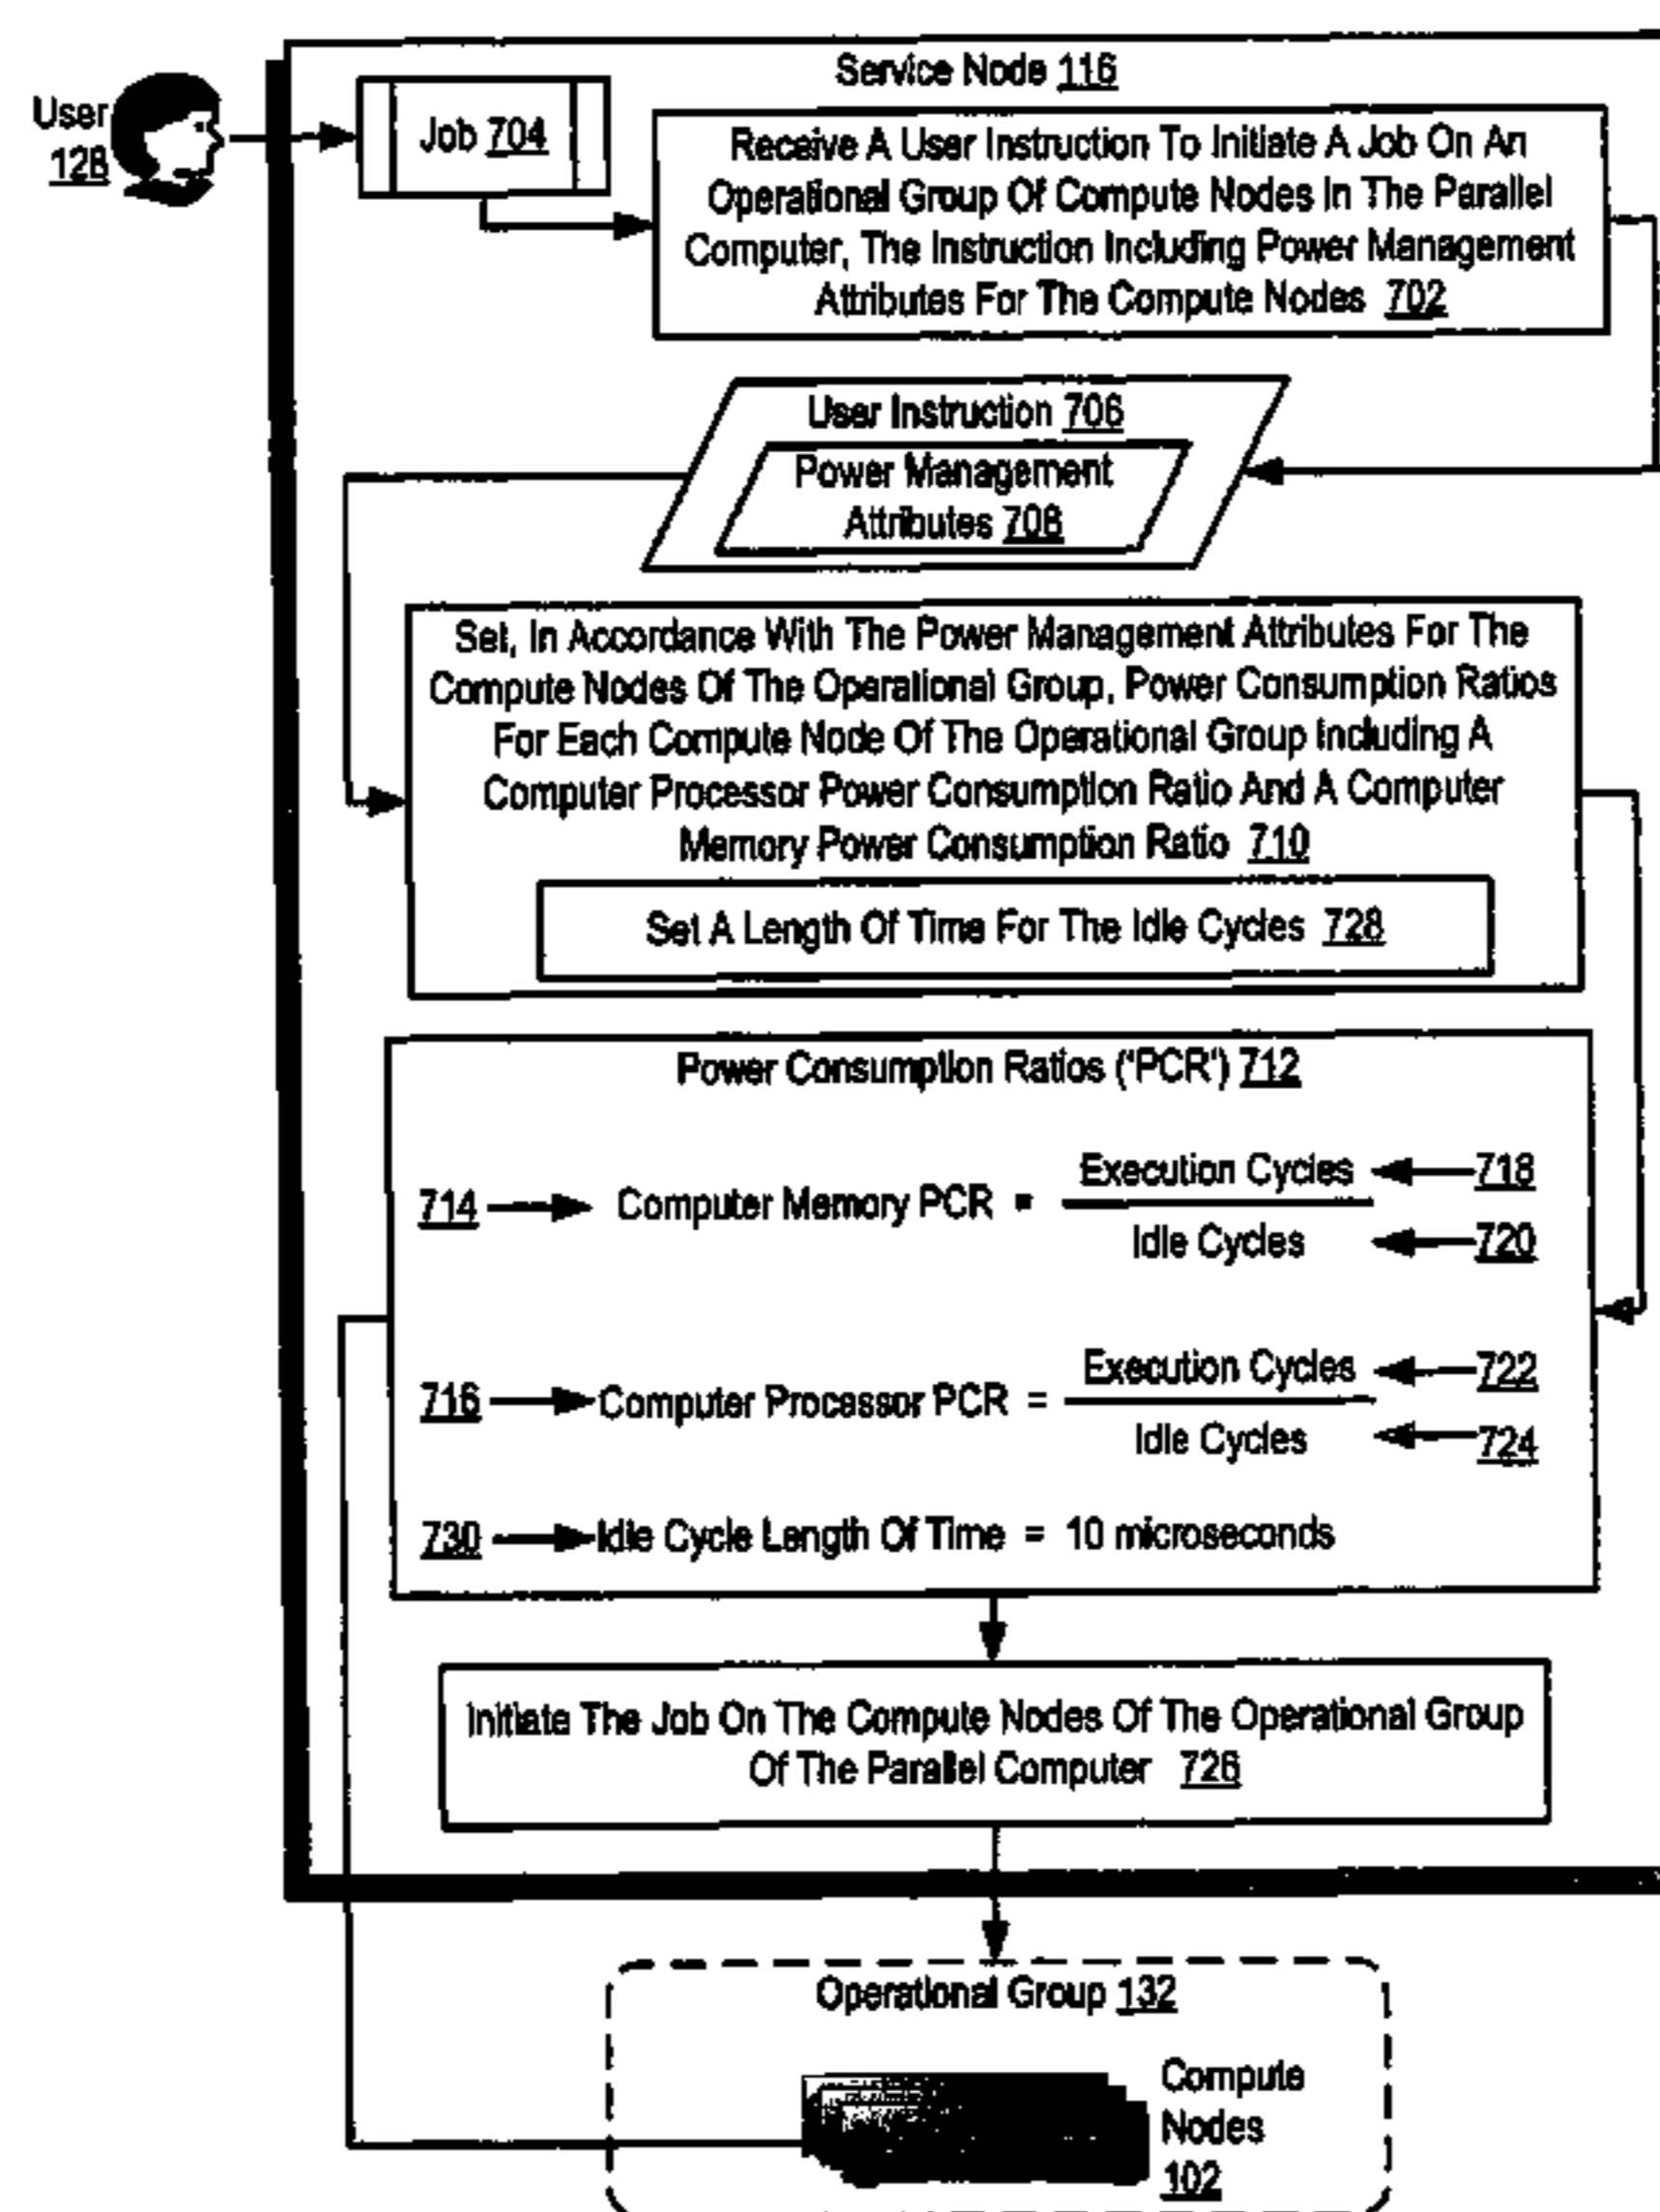 Service Node 116
User
128
Job 704
Receive A User Instruction To Initiate A Job On An
Operational Group Of Compute Nodes In The Parallel
Computer, The Instruction Including Power Management
Attributes For The Compute Nodes 702
User Instruction 706
Power Management
Attributes 708
Set, In Accordance With The Power Management Attributes For The
Compute Nodes Of The Operational Group, Power Consumption Ratios
For Each Compute Node Of The Operational Group Including A
Computer Processor Power Consumption Ratio And A Computer
Memory Power Consumption Ratio 710
Set A Length Of Time For The Idle Cycles 728
Power Consumption Ratios ('PCR') 712
Execution Cycles 718
714 Computer Memory PCR =
Idle Cycles 720
Execution Cycles 722
716 Computer Processor PCR =
Idle Cycles 724
730 Idle Cycle Length Of Time = 10 microseconds
Initiate The Job On The Compute Nodes Of The Operational Group
Of The Parallel Computer 726
Operational Group 132
Compute
Nodes
102